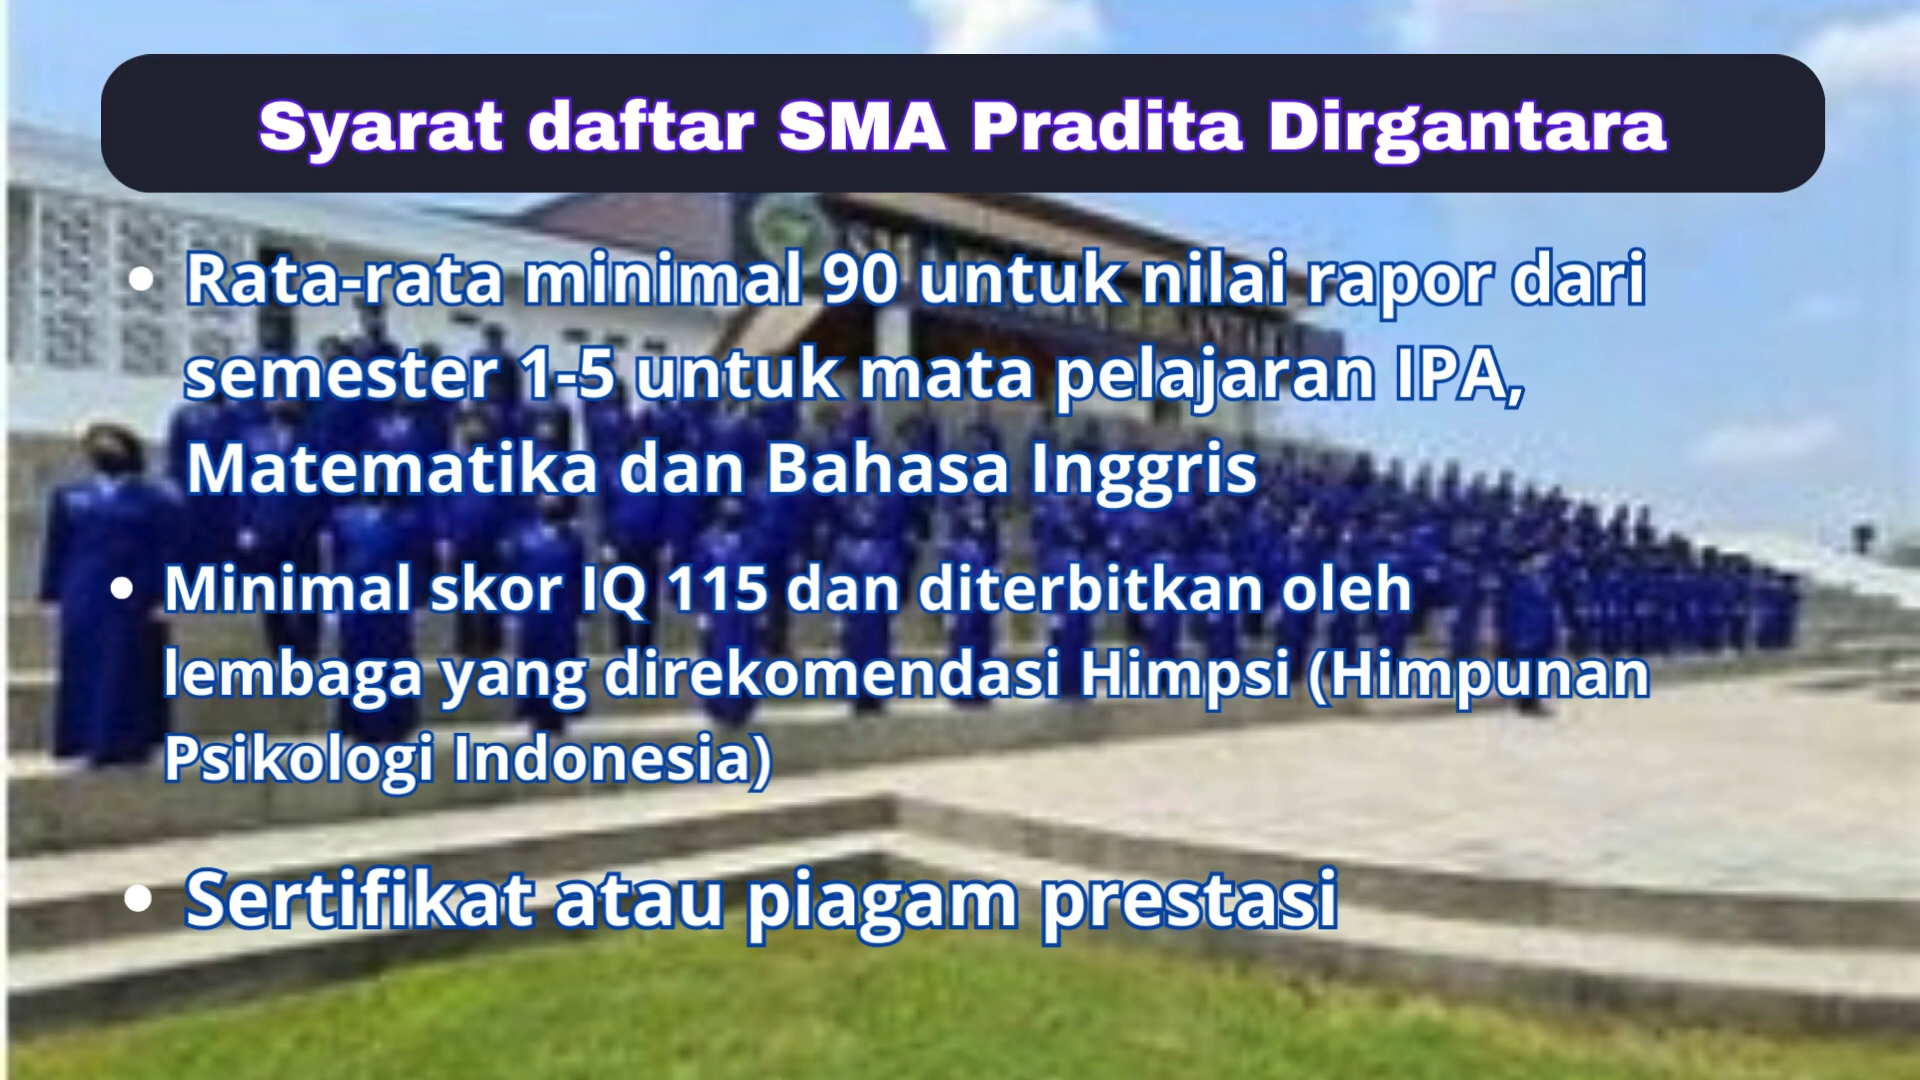 Syarat daftar SMA Pradita Dirgantara
• Rata-rata minimal 90 untuk nilai rapor dari
semester 1-5 untuk mata pelajaran IPA,
Matematika dan Bahasa Inggris
• Minimal skor IQ 115 dan diterbitkan oleh
lembaga yang direkomendasi Himpsi (Himpunan
Psikologi Indonesia)
• Sertifikat atau piagam prestasi